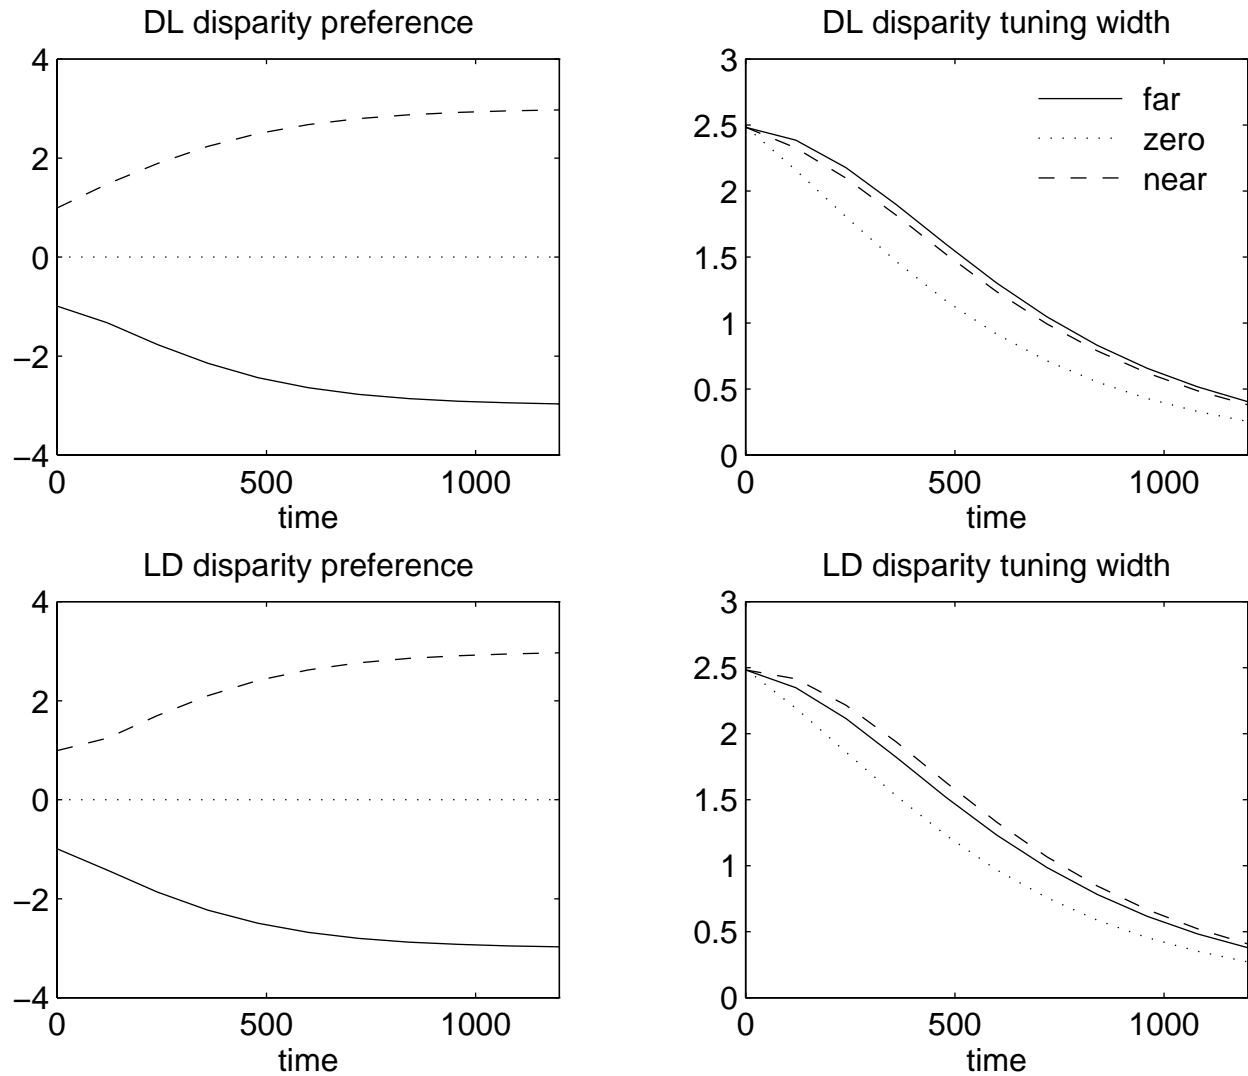 DL disparity preference
4
2
0
−2
−4
0 500 1000
time
DL disparity tuning width
3
2.5
2
1.5
1
0.5
0
far
zero
near
0 500 1000
time
LD disparity preference
4
2
0
−2
−4
0 500 1000
time
LD disparity tuning width
3
2.5
2
1.5
1
0.5
0
0 500 1000
time